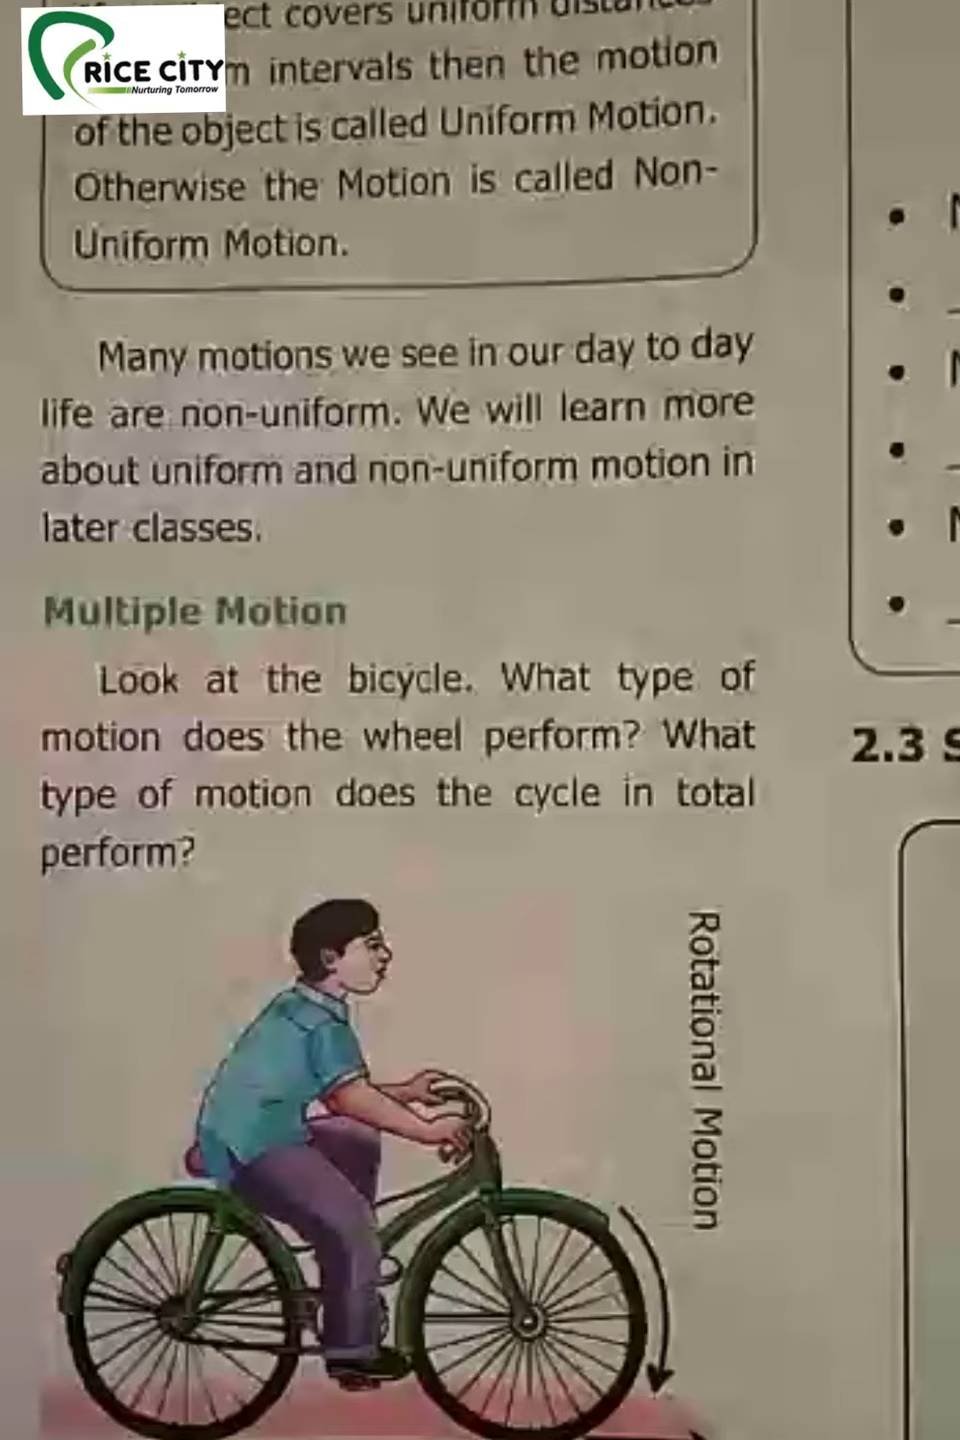 ect covers uniform distances
RICE CITY
Nurturing Tomorrow
m intervals then the motion
of the object is called Uniform Motion.
Otherwise the Motion is called Non-
Uniform Motion.
Many motions we see in our day to day
life are non-uniform. We will learn more
about uniform and non-uniform motion in
later classes.
Multiple Motion
Look at the bicycle. What type of
motion does the wheel perform? What
type of motion does the cycle in total
perform?
Rotational Motion
2.3